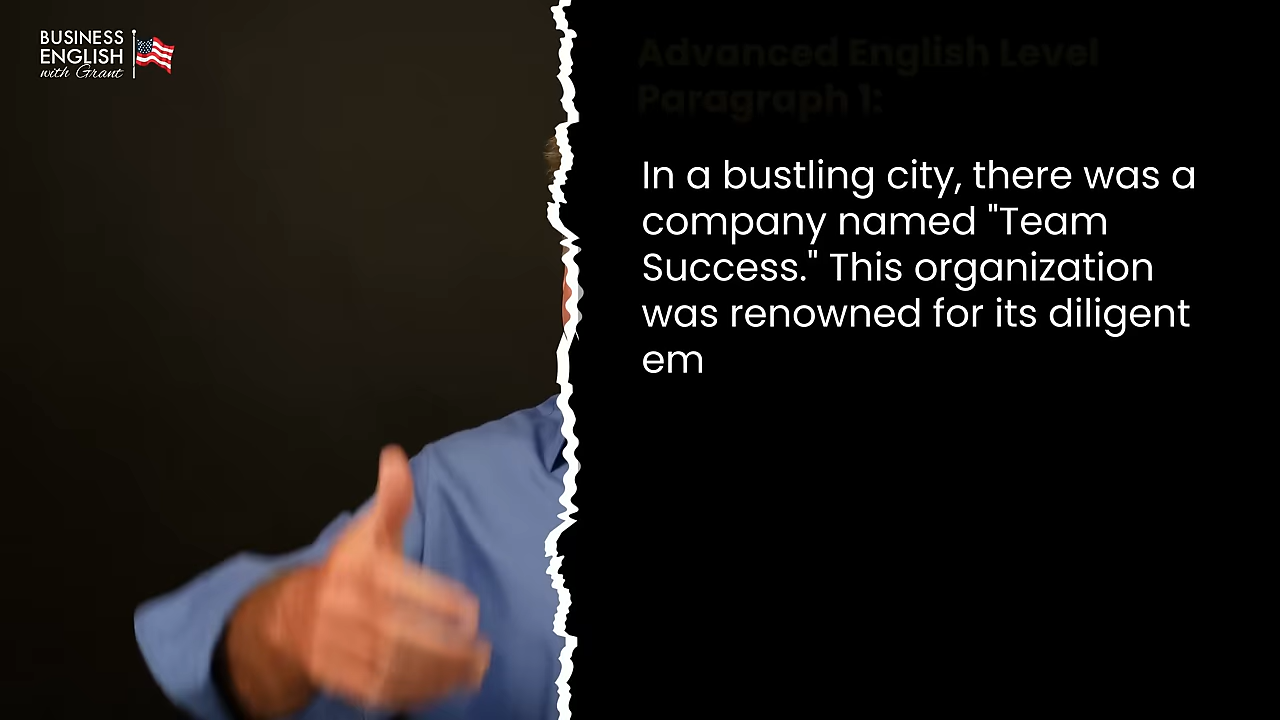 BUSINESS
ENGLISH
with Grant
Advanced English Level
Paragraph 1:
In a bustling city, there was a
company named "Team
Success." This organization
was renowned for its diligent
em